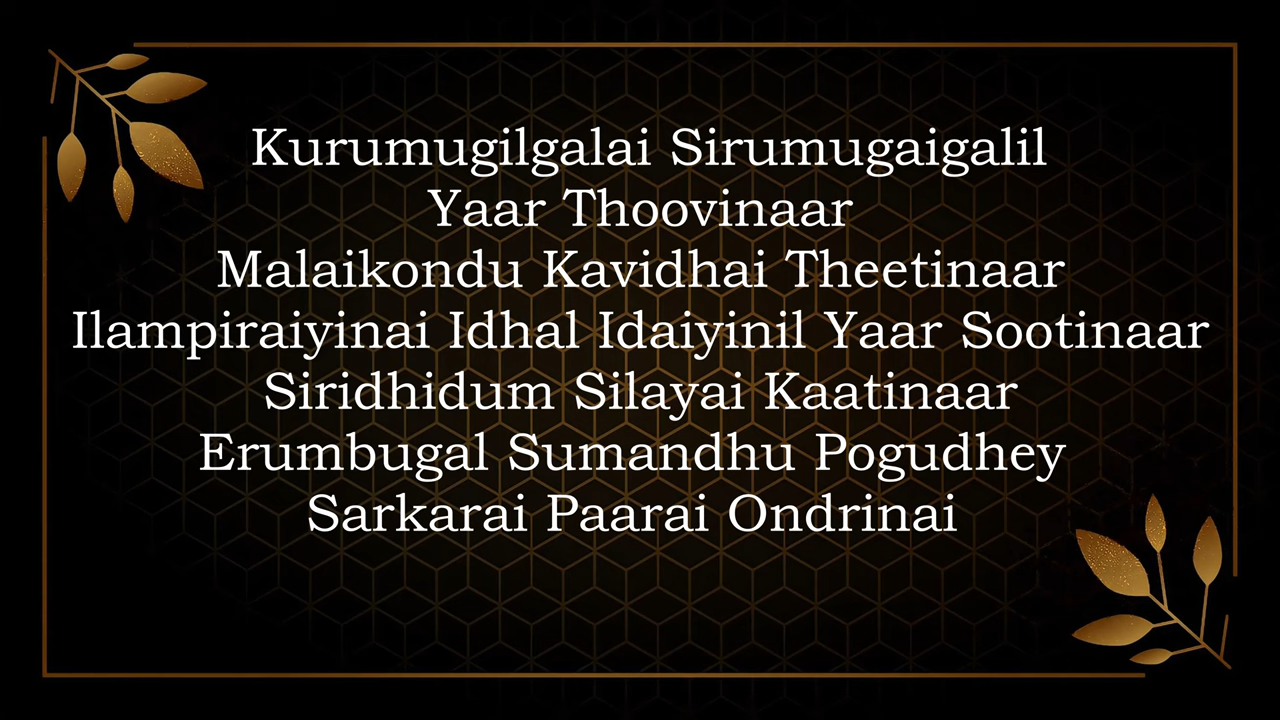 Kurumugilgalai Sirumugaigalil
Yaar Thoovinaar
Malaikondu Kavidhai Theetinaar
Ilampiraiyinai Idhal Idaiyinil Yaar Sootinaar
Siridhidum Silayai Kaatinaar
Erumbugal Sumandhu Pogudhey
Sarkarai Paarai Ondrinai